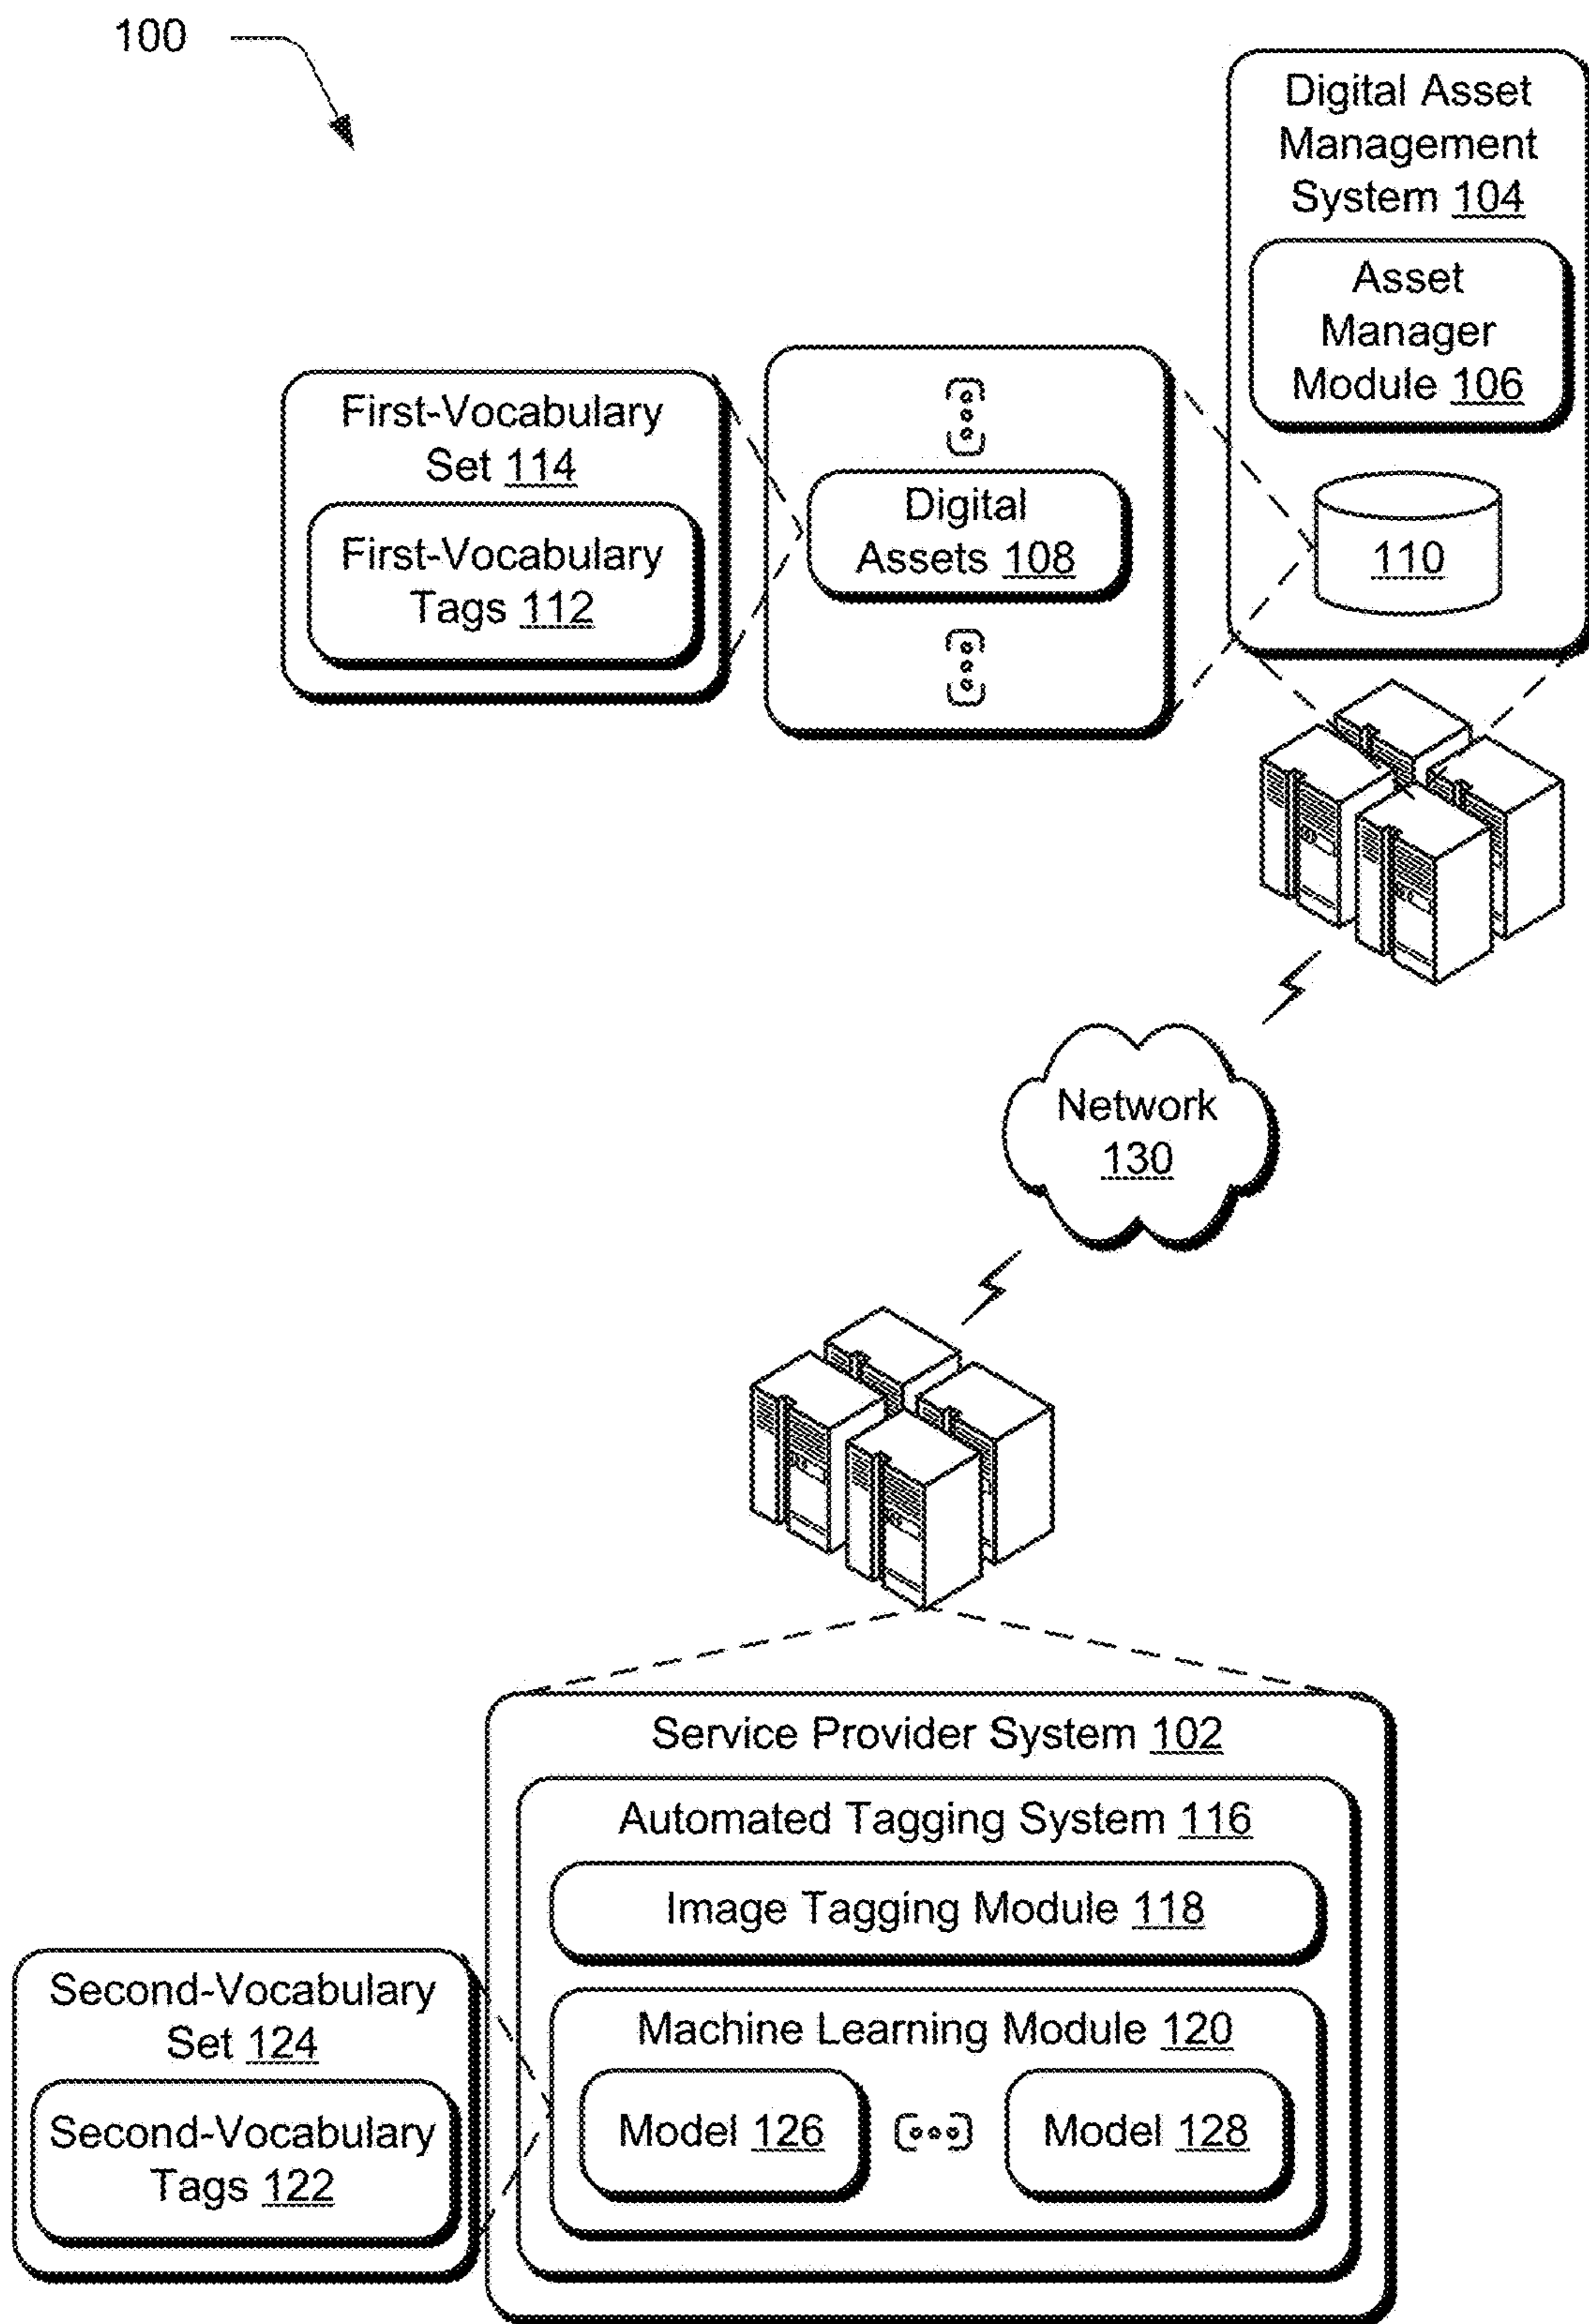 100
Digital Asset
Management
System 104
Asset
Manager
Module 106
110
First-Vocabulary
Set 114
First-Vocabulary
Tags 112
Digital
Assets 108
Network
130
Service Provider System 102
Automated Tagging System 116
Image Tagging Module 118
Machine Learning Module 120
Model 126
Model 128
Second-Vocabulary
Set 124
Second-Vocabulary
Tags 122